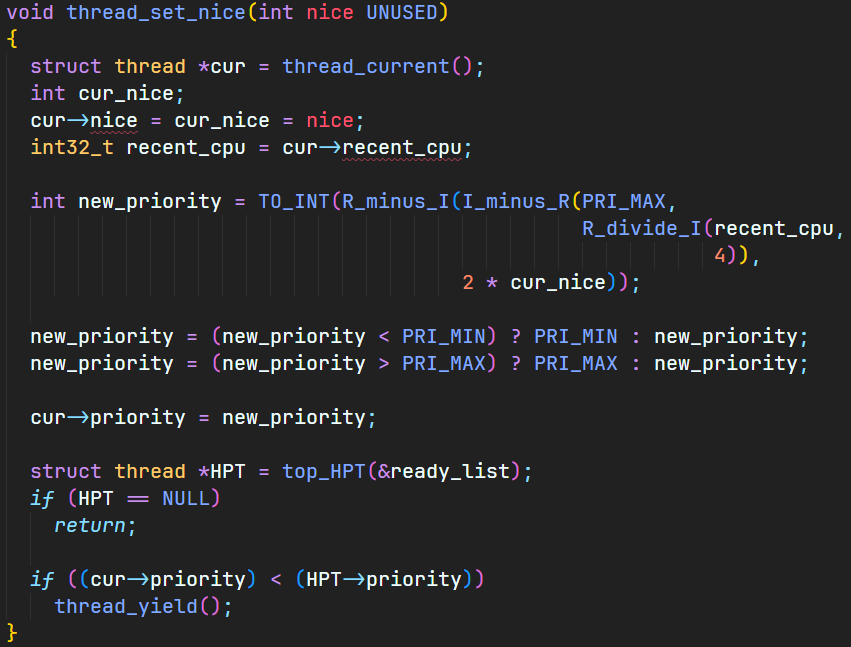 void thread_set_nice(int nice UNUSED)
{
  struct thread *cur = thread_current();
  int cur_nice;
  cur->nice = cur_nice = nice;
  int32_t recent_cpu = cur->recent_cpu;

  int new_priority = TO_INT(R_minus_I(I_minus_R(PRI_MAX,
                                                R_divide_I(recent_cpu,
                                                           4)),
                                      2 * cur_nice));

  new_priority = (new_priority < PRI_MIN) ? PRI_MIN : new_priority;
  new_priority = (new_priority > PRI_MAX) ? PRI_MAX : new_priority;

  cur->priority = new_priority;

  struct thread *HPT = top_HPT(&ready_list);
  if (HPT == NULL)
    return;

  if ((cur->priority) < (HPT->priority))
    thread_yield();
}